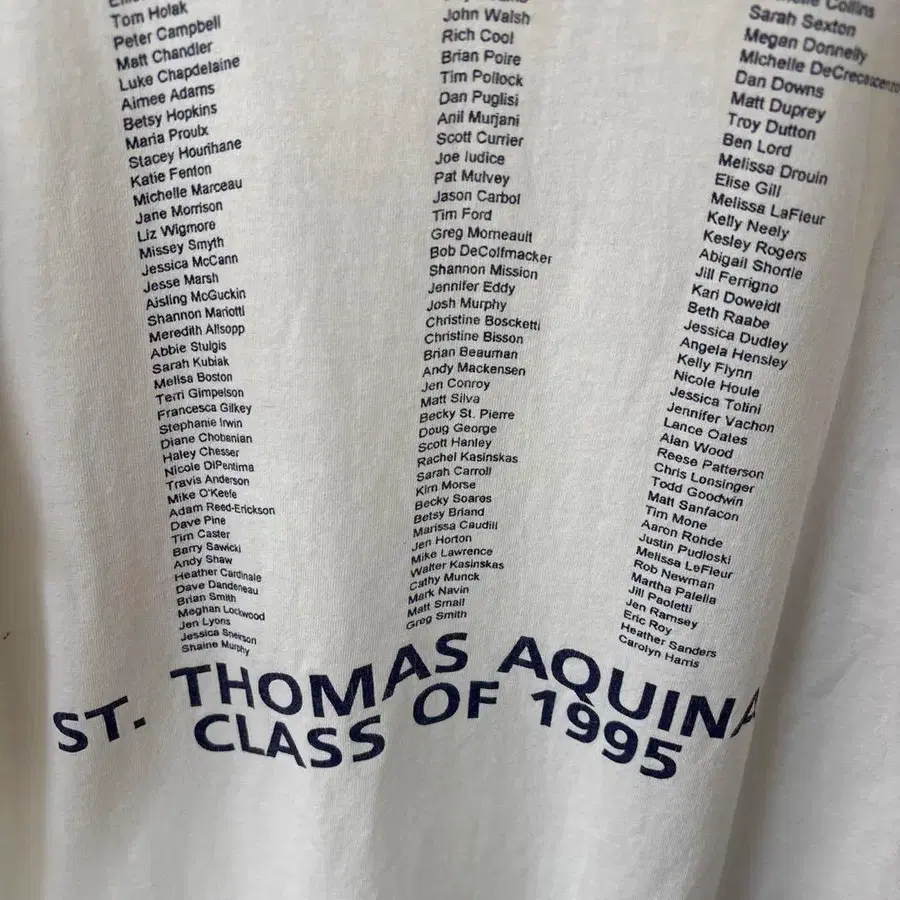 Tom Holak
Peter Campbell
Matt Chandler
Luke Chapdelaine
Aimee Adams
Betsy Hopkins
Maria Proulx
Stacey Hourihane
Katie Fenton
Michelle Marceau
Jane Morrison
Liz Wigmore
Missey Smyth
Jessica McCann
Jesse Marsh
Aisling McGuckin
Shannon Mariotti
Meredith Allsopp
Abbie Stulgis
Sarah Kubiak
Melisa Boston
Terri Gimpelson
Francesca Gilkey
Stephanie Irwin
Diane Chobanian
Haley Chesser
Nicole DiPentima
Travis Anderson
Mike O'Keefe
Adam Reed-Erickson
Dave Pine
Tim Caster
Barry Sawicki
Andy Shaw
Heather Cardinale
Dave Dandeneau
Brian Smith
Meghan Lockwood
Jen Lyons
Jessica Sneirson
Shaine Murphy
John Walsh
Rich Cool
Brian Poire
Tim Pollock
Dan Puglisi
Anil Murjani
Scott Currier
Joe Iudice
Pat Mulvey
Jason Carbol
Tim Ford
Greg Morneault
Bob DeColfmacker
Shannon Mission
Jennifer Eddy
Josh Murphy
Christine Boscketti
Christine Bisson
Brian Beauman
Andy Mackensen
Jen Conroy
Matt Silva
Becky St. Pierre
Doug George
Scott Hanley
Rachel Kasinskas
Sarah Carroll
Kim Morse
Becky Soares
Betsy Briand
Marissa Caudill
Jen Horton
Mike Lawrence
Walter Kasinskas
Cathy Munck
Mark Navin
Matt Small
Greg Smith
Collins
Sarah Sexton
Megan Donnelly
Michelle DeCrecescenzo
Dan Downs
Matt Duprey
Troy Dutton
Ben Lord
Melissa Drouin
Elise Gill
Melissa LaFleur
Kelly Neely
Kesley Rogers
Abigail Shortle
Jill Ferrigno
Kari Doweidt
Beth Raabe
Jessica Dudley
Angela Hensley
Kelly Flynn
Nicole Houle
Jessica Tolini
Jennifer Vachon
Lance Oales
Alan Wood
Reese Patterson
Chris Lonsinger
Todd Goodwin
Matt Sanfacon
Tim Mone
Aaron Rohde
Justin Pudloski
Melissa LeFleur
Rob Newman
Martha Palella
Jill Paoletti
Jen Ramsey
Eric Roy
Heather Sanders
Carolyn Harris
ST. THOMAS AQUINA
CLASS OF 1995